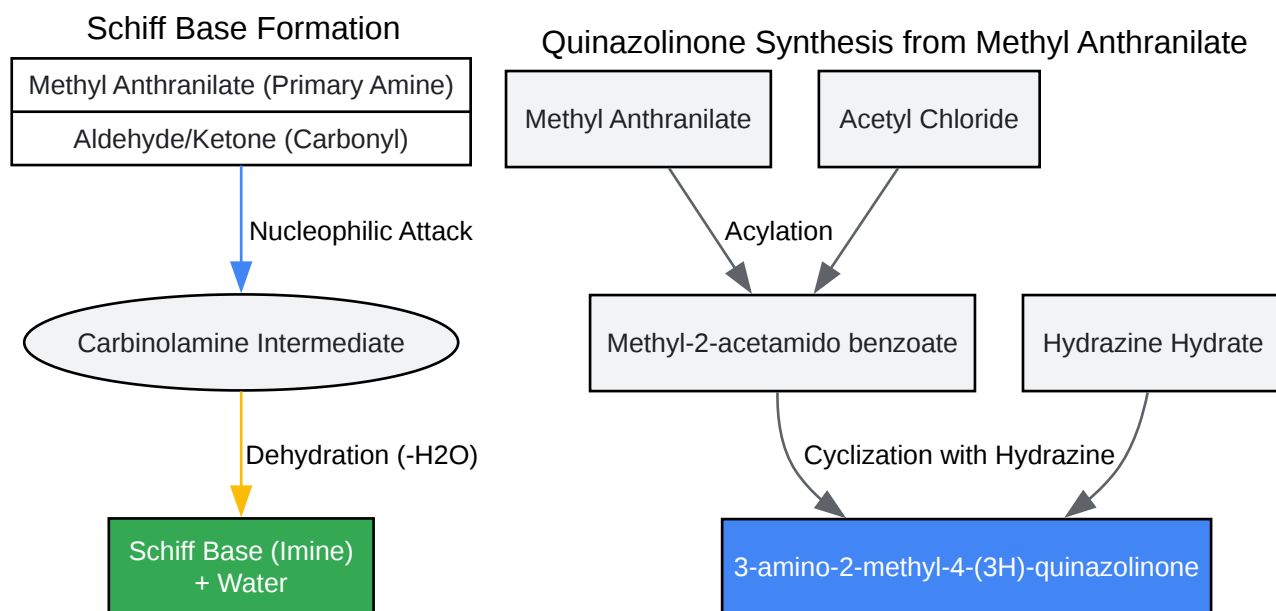 Schiff Base Formation
Methyl Anthranilate (Primary Amine)
Aldehyde/Ketone (Carbonyl)
Nucleophilic Attack
Carbinolamine Intermediate
Dehydration (-H2O)
Schiff Base (Imine)
+ Water
Quinazolinone Synthesis from Methyl Anthranilate
Methyl Anthranilate
Acetyl Chloride
Acylation
Methyl-2-acetamido benzoate
Hydrazine Hydrate
Cyclization with Hydrazine
3-amino-2-methyl-4-(3H)-quinazolinone